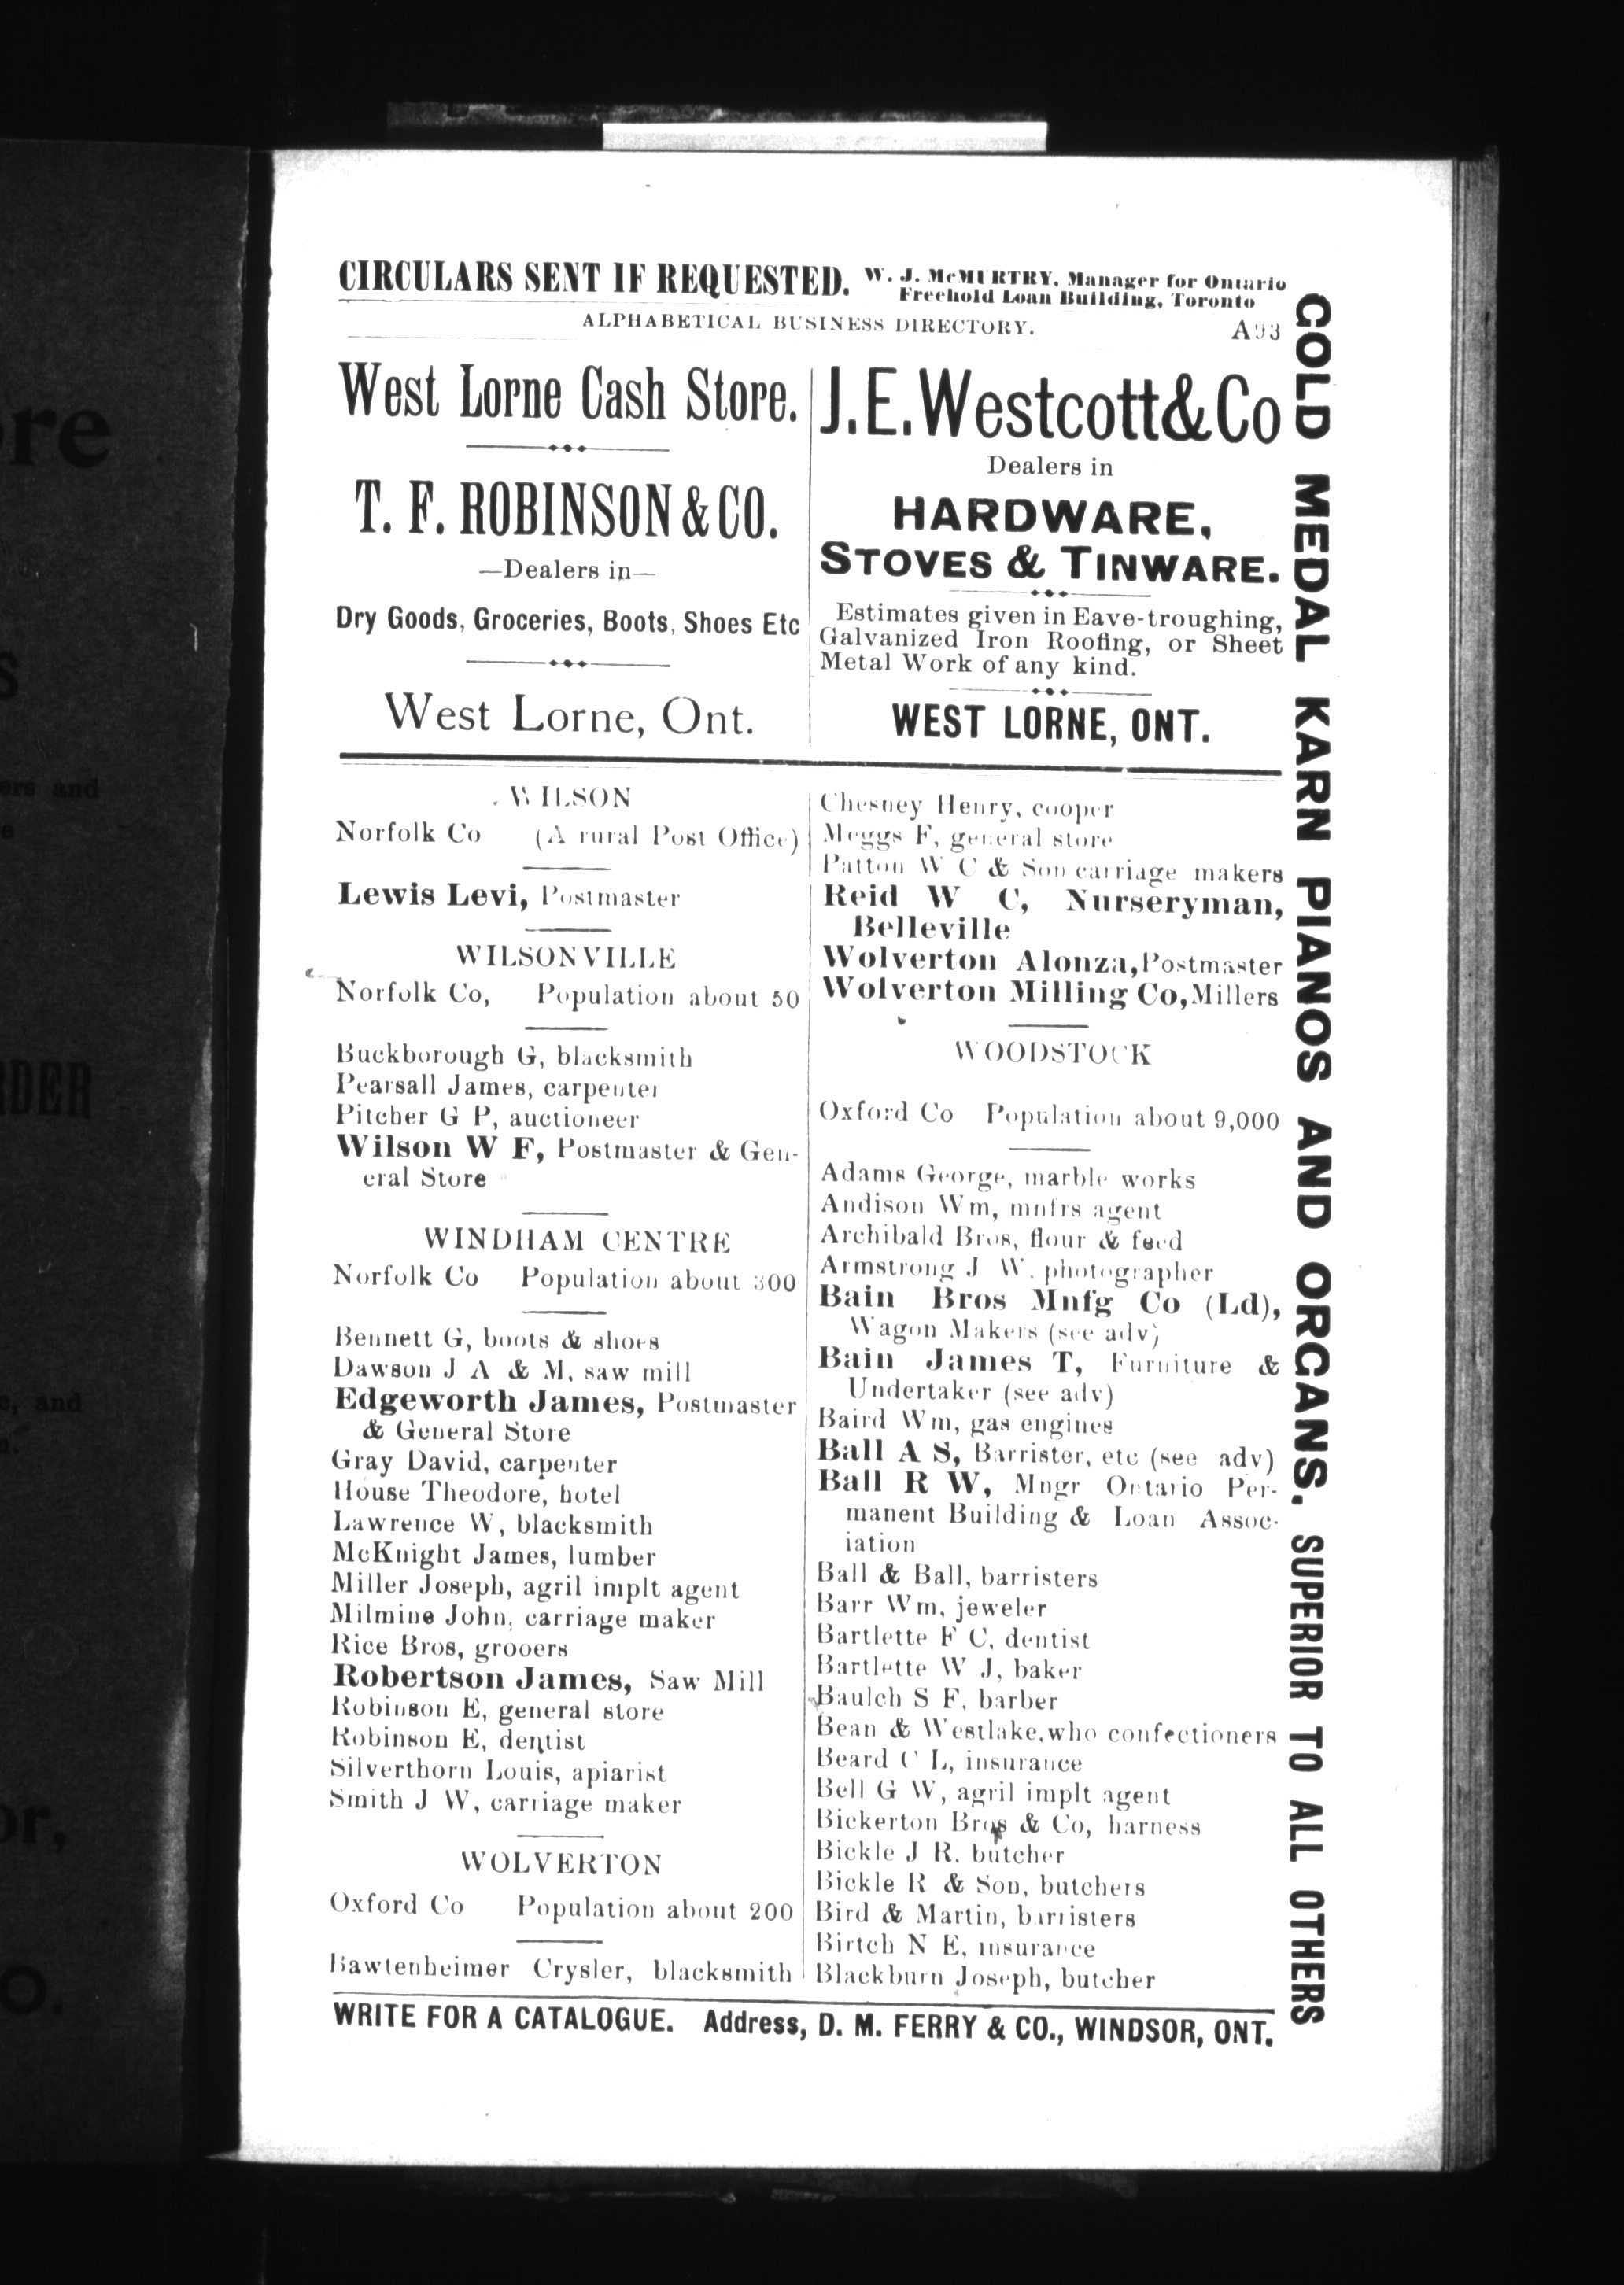 CIRCULARS SENT IF REQUESTED. W. J. McMURTRY, Manager for Ontario
Freehold Loan Building, Toronto
ALPHABETICAL BUSINESS DIRECTORY. A93
West Lorne Cash Store.
T. F. ROBINSON & CO.
—Dealers in—
Dry Goods, Groceries, Boots, Shoes Etc
West Lorne, Ont.
J. E. Westcott & Co
Dealers in
HARDWARE,
STOVES & TINWARE.
Estimates given in Eave-troughing,
Galvanized Iron Roofing, or Sheet
Metal Work of any kind.
WEST LORNE, ONT.
WILSON
Norfolk Co (A rural Post Office)
Lewis Levi, Postmaster
WILSONVILLE
Norfolk Co, Population about 50
Buckborough G, blacksmith
Pearsall James, carpenter
Pitcher G P, auctioneer
Wilson W F, Postmaster & Gen-
eral Store
WINDHAM CENTRE
Norfolk Co Population about 300
Bennett G, boots & shoes
Dawson J A & M, saw mill
Edgeworth James, Postmaster
& General Store
Gray David, carpenter
House Theodore, hotel
Lawrence W, blacksmith
McKnight James, lumber
Miller Joseph, agril implt agent
Milmine John, carriage maker
Rice Bros, grooers
Robertson James, Saw Mill
Robinson E, general store
Robinson E, dentist
Silverthorn Louis, apiarist
Smith J W, carriage maker
WOLVERTON
Oxford Co Population about 200
Bawtenheimer Crysler, blacksmith
Chesney Henry, cooper
Meggs F, general store
Patton W C & Son carriage makers
Reid W C, Nurseryman,
Belleville
Wolverton Alonza, Postmaster
Wolverton Milling Co, Millers
WOODSTOCK
Oxford Co Population about 9,000
Adams George, marble works
Andison Wm, mnfrs agent
Archibald Bros, flour & feed
Armstrong J W, photographer
Bain Bros Mnfg Co (Ld),
Wagon Makers (see adv)
Bain James T, Furniture &
Undertaker (see adv)
Baird Wm, gas engines
Ball A S, Barrister, etc (see adv)
Ball R W, Mngr Ontario Per-
manent Building & Loan Assoc-
iation
Ball & Ball, barristers
Barr Wm, jeweler
Bartlette F C, dentist
Bartlette W J, baker
Baulch S F, barber
Bean & Westlake, who confectioners
Beard C L, insurance
Bell G W, agril implt agent
Bickerton Bros & Co, harness
Bickle J R, butcher
Bickle R & Son, butchers
Bird & Martin, barristers
Birtch N E, insurance
Blackburn Joseph, butcher
WRITE FOR A CATALOGUE. Address, D. M. FERRY & CO., WINDSOR, ONT.
GOLD MEDAL KARN PIANOS AND ORGANS. SUPERIOR TO ALL OTHERS
re
S
ers and
RDER
and
or,
O.